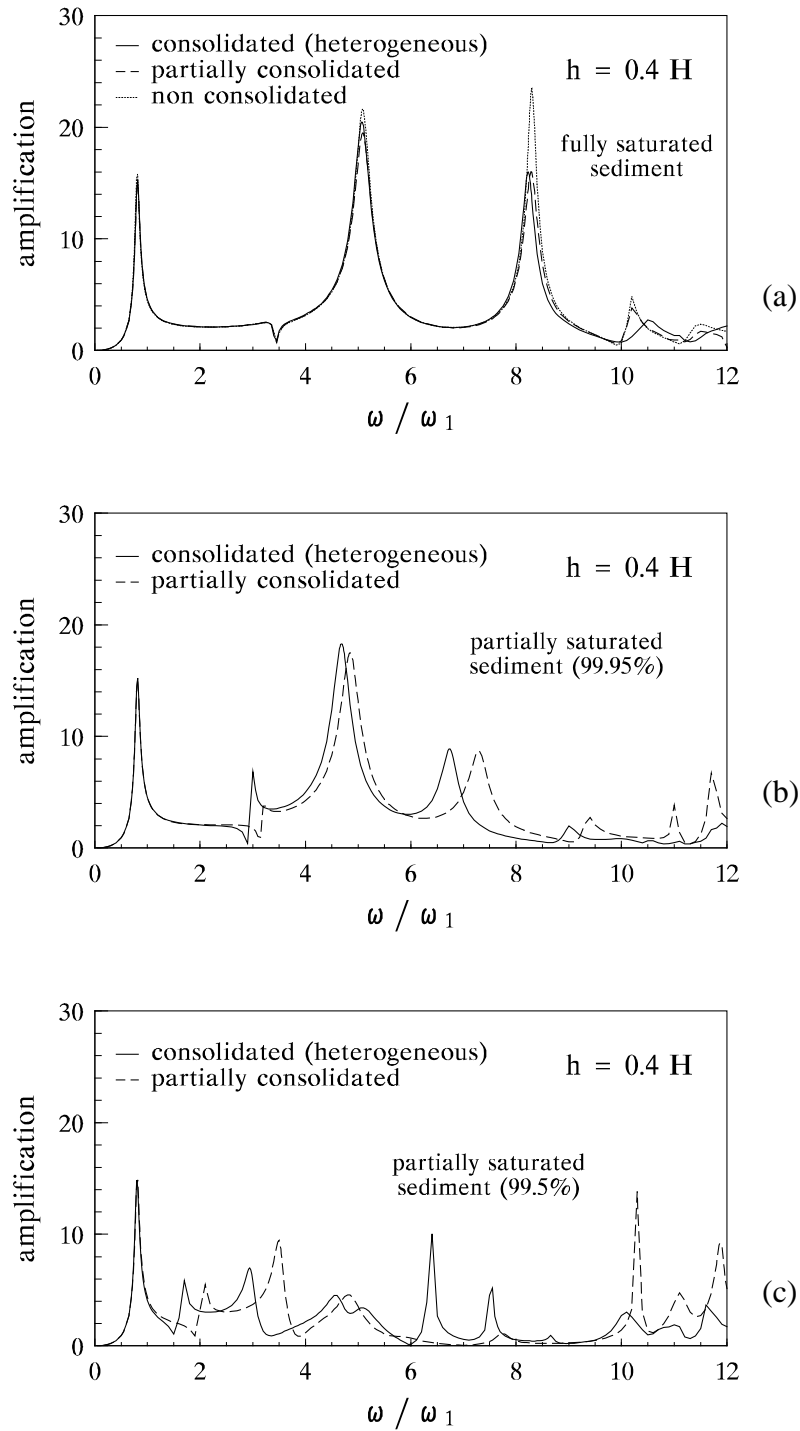 30
consolidated (heterogeneous)
partially consolidated
h = 0.4 H
non consolidated
20
fully saturated
sediment
amplification
10
(a)
0
0 2 4 6 8 10 12
ω / ω 1
30
consolidated (heterogeneous)
partially consolidated
h = 0.4 H
20
partially saturated
sediment (99.95%)
amplification
10
(b)
0
0 2 4 6 8 10 12
ω / ω 1
30
consolidated (heterogeneous)
partially consolidated
h = 0.4 H
20
partially saturated
sediment (99.5%)
amplification
10
(c)
0
0 2 4 6 8 10 12
ω / ω 1